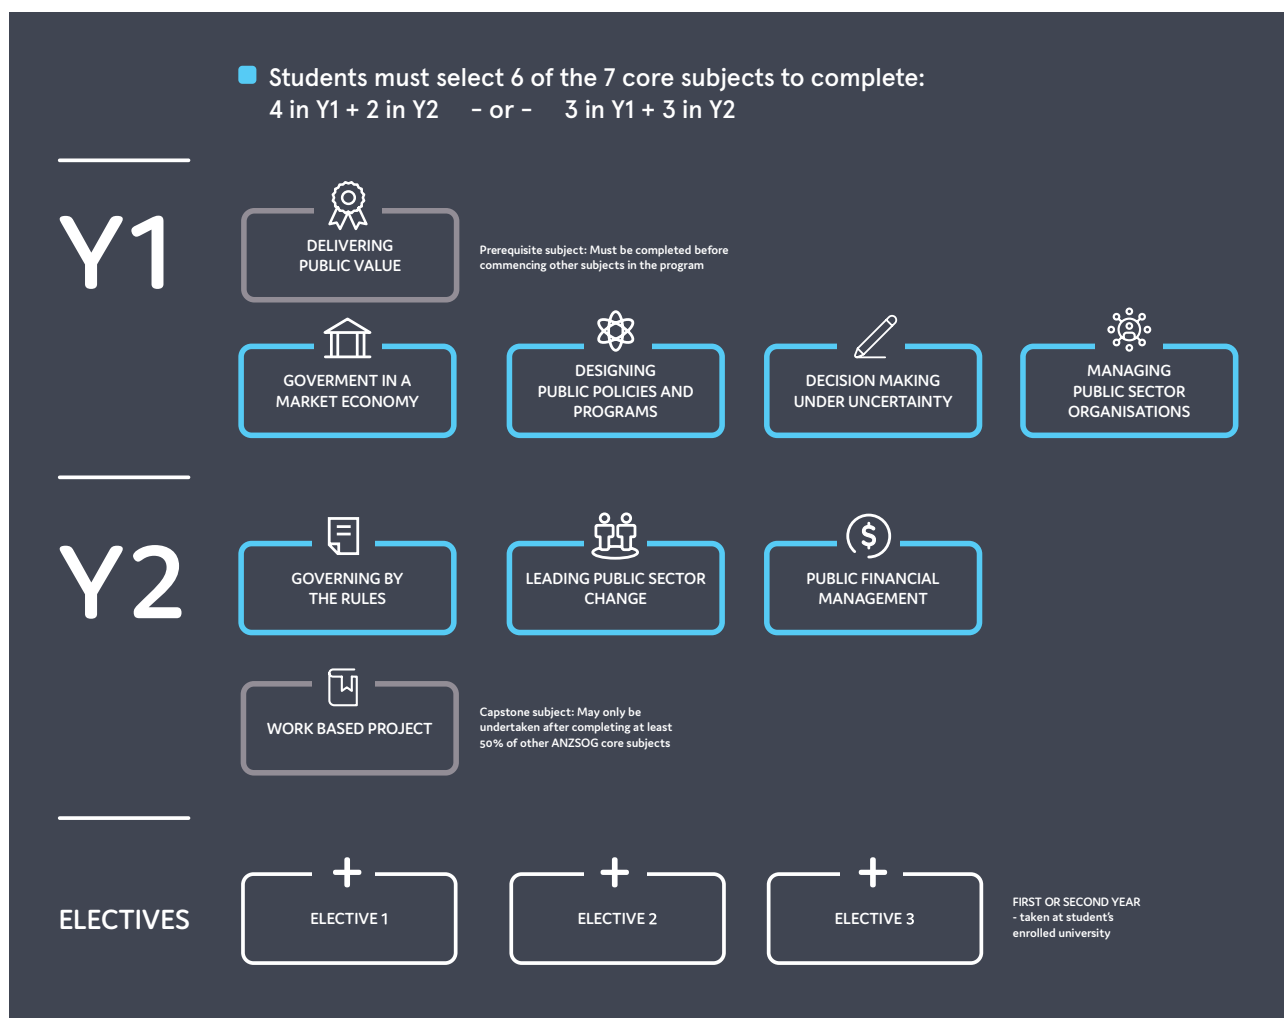 Students must select 6 of the 7 core subjects to complete:
4 in Y1 + 2 in Y2 - or - 3 in Y1 + 3 in Y2
Y1
DELIVERING
PUBLIC VALUE
Prerequisite subject: Must be completed before
commencing other subjects in the program
GOVERMENT IN A
MARKET ECONOMY
DESIGNING
PUBLIC POLICIES AND
PROGRAMS
DECISION MAKING
UNDER UNCERTAINTY
MANAGING
PUBLIC SECTOR
ORGANISATIONS
Y2
GOVERNING BY
THE RULES
LEADING PUBLIC SECTOR
CHANGE
$
PUBLIC FINANCIAL
MANAGEMENT
WORK BASED PROJECT
Capstone subject: May only be
undertaken after completing at least
50% of other ANZSOG core subjects
ELECTIVES
ELECTIVE 1
ELECTIVE 2
ELECTIVE 3
FIRST OR SECOND YEAR
- taken at student's
enrolled university